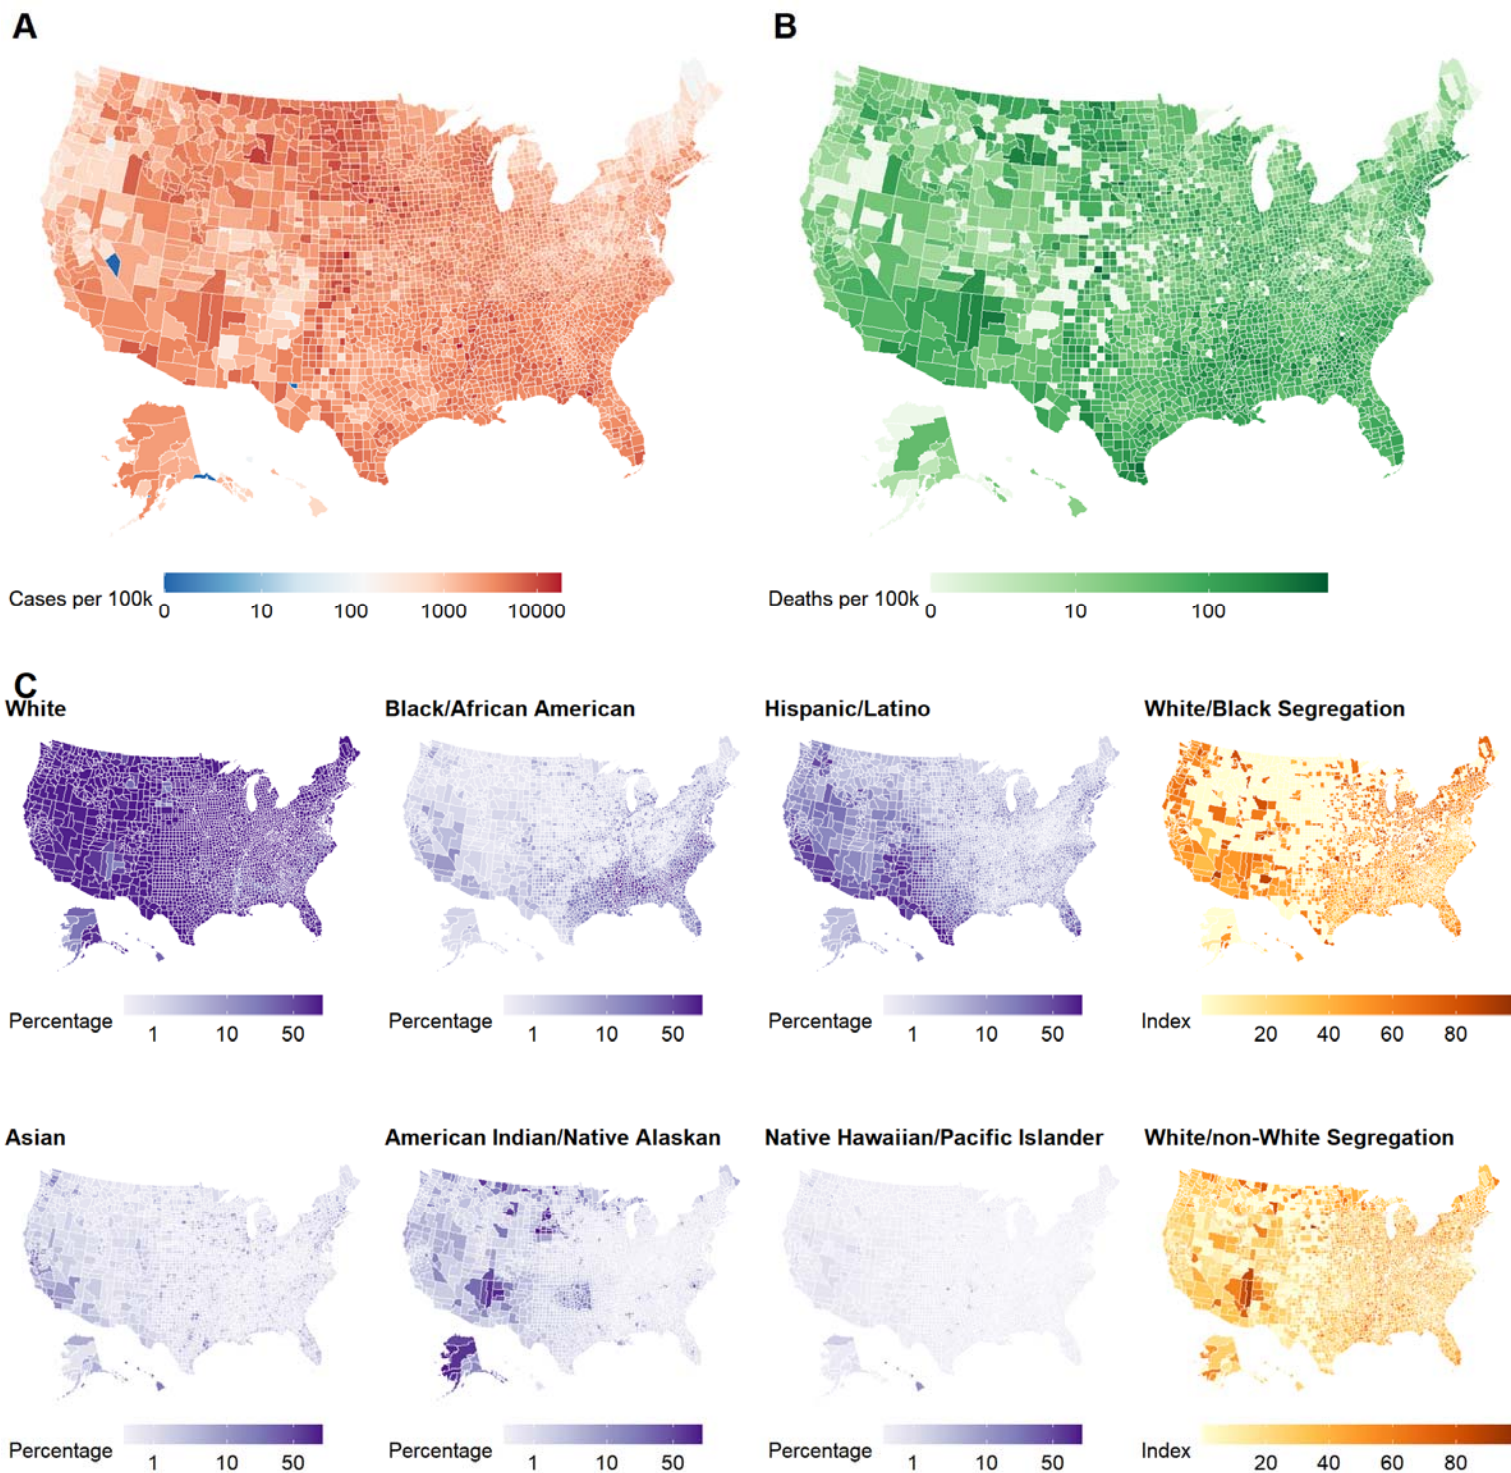 A
B
Cases per 100k
0 10 100 1000 10000
Deaths per 100k
0 10 100
C
White
Black/African American
Hispanic/Latino
White/Black Segregation
Percentage
1 10 50
Percentage
1 10 50
Percentage
1 10 50
Index
20 40 60 80
Asian
American Indian/Native Alaskan
Native Hawaiian/Pacific Islander
White/non-White Segregation
Percentage
1 10 50
Percentage
1 10 50
Percentage
1 10 50
Index
20 40 60 80